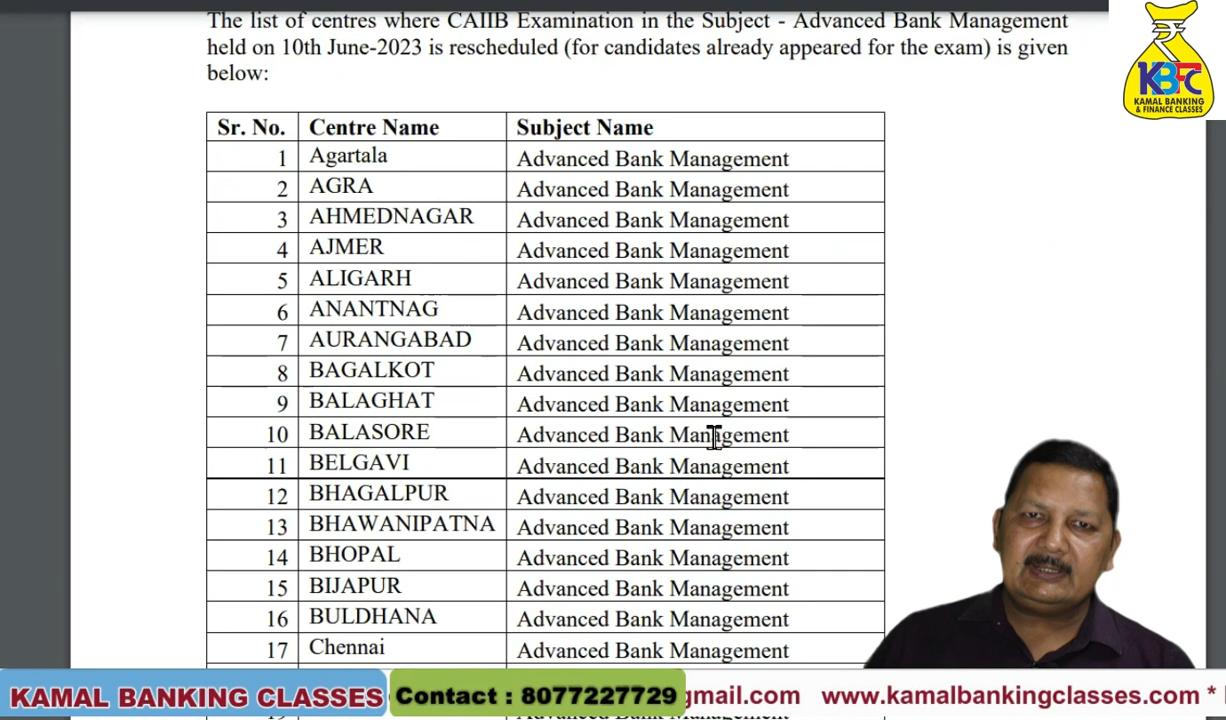 The list of centres where CAIIB Examination in the Subject - Advanced Bank Management
held on 10th June-2023 is rescheduled (for candidates already appeared for the exam) is given
below:
KBFC
KAMAL BANKING
& FINANCE CLASSES
Sr. No. Centre Name Subject Name
1 Agartala Advanced Bank Management
2 AGRA Advanced Bank Management
3 AHMEDNAGAR Advanced Bank Management
4 AJMER Advanced Bank Management
5 ALIGARH Advanced Bank Management
6 ANANTNAG Advanced Bank Management
7 AURANGABAD Advanced Bank Management
8 BAGALKOT Advanced Bank Management
9 BALAGHAT Advanced Bank Management
10 BALASORE Advanced Bank Management
11 BELGAVI Advanced Bank Management
12 BHAGALPUR Advanced Bank Management
13 BHAWANIPATNA Advanced Bank Management
14 BHOPAL Advanced Bank Management
15 BIJAPUR Advanced Bank Management
16 BULDHANA Advanced Bank Management
17 Chennai Advanced Bank Management
KAMAL BANKING CLASSES Contact : 8077227729 gmail.com www.kamalbankingclasses.com *